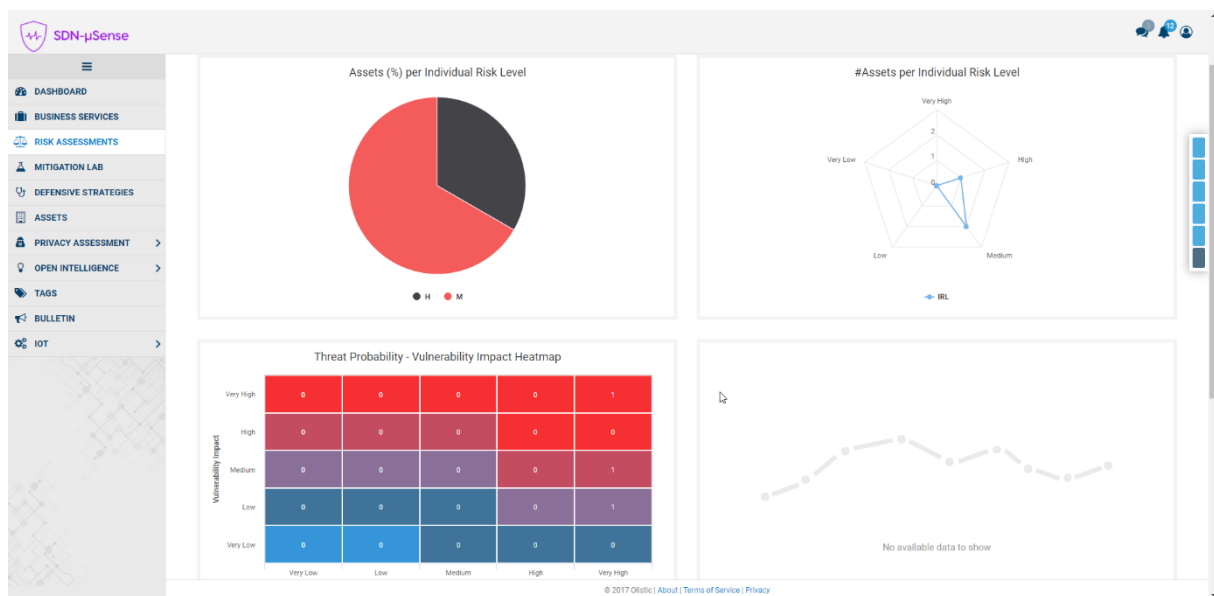 SDN-µSense
12
DASHBOARD
BUSINESS SERVICES
RISK ASSESSMENTS
MITIGATION LAB
DEFENSIVE STRATEGIES
ASSETS
PRIVACY ASSESSMENT
OPEN INTELLIGENCE
TAGS
BULLETIN
IOT
Assets (%) per Individual Risk Level
H M
#Assets per Individual Risk Level
Very High
2
Very Low
1
High
0
Low
Medium
IRL
Threat Probability - Vulnerability Impact Heatmap
Vulnerability Impact
Very High 0 0 0 0 1
High 0 0 0 0 0
Medium 0 0 0 0 1
Low 0 0 0 0 1
Very Low 0 0 0 0 0
Very Low Low Medium High Very High
No available data to show
© 2017 Olistic | About | Terms of Service | Privacy